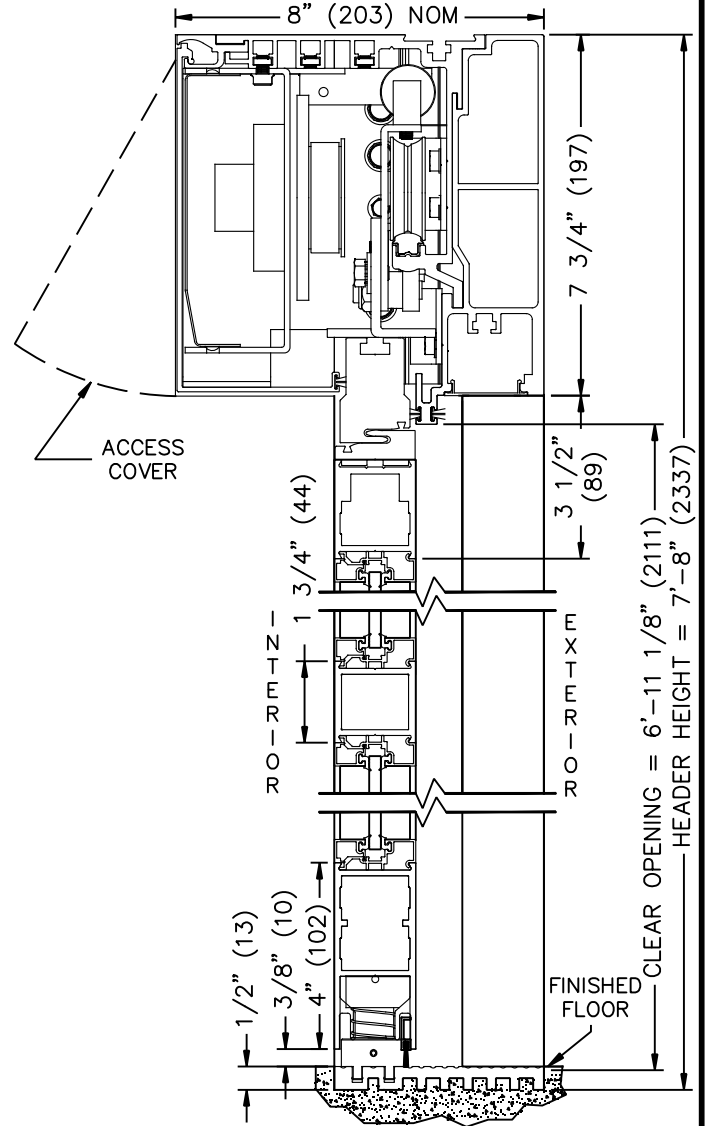 8" (203) NOM
7 3/4" (197)
ACCESS
COVER
3 1/2"
(89)
1 3/4" (44)
INTERIOR
EXTERIOR
CLEAR OPENING = 6'-11 1/8" (2111)
HEADER HEIGHT = 7'-8" (2337)
1/2" (13)
3/8" (10)
4" (102)
FINISHED
FLOOR